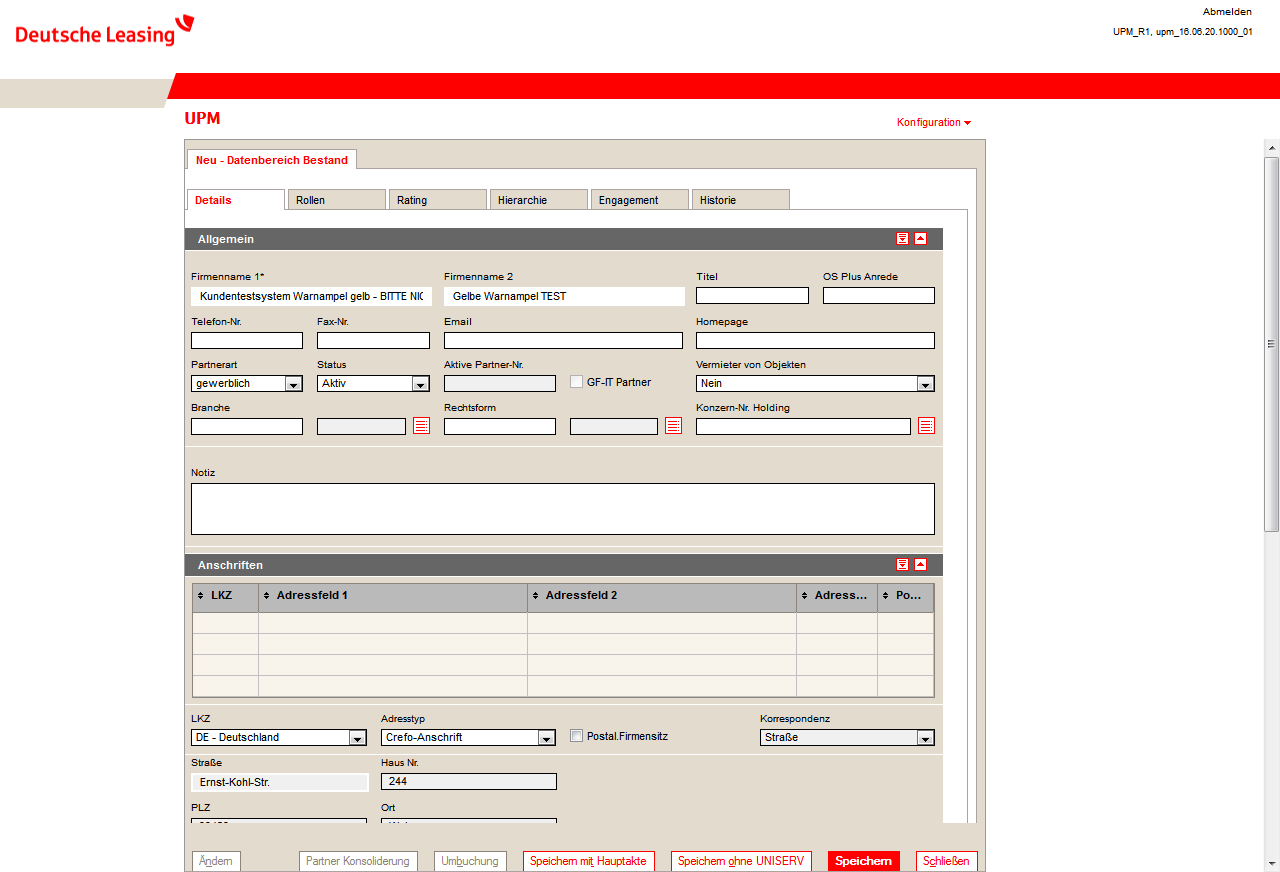 Deutsche Leasing
Abmelden
UPM_R1, upm_16.06.20.1000_01
UPM
Konfiguration
Neu - Datenbereich Bestand
Details Rollen Rating Hierarchie Engagement Historie
Allgemein
Firmenname 1* Firmenname 2 Titel OS Plus Anrede
Kundentestsystem Warnampel gelb - BITTE NIC Gelbe Warnampel TEST
Telefon-Nr. Fax-Nr. Email Homepage
Partnerart Status Aktive Partner-Nr. Vermieter von Objekten
gewerblich Aktiv GF-IT Partner Nein
Branche Rechtsform Konzern-Nr. Holding
Notiz
Anschriften
LKZ Adressfeld 1 Adressfeld 2 Adress... Po...
LKZ Adresstyp Korrespondenz
DE - Deutschland Crefo-Anschrift Postal.Firmensitz Straße
Straße Haus Nr.
Ernst-Kohl-Str. 244
PLZ Ort
Ändern Partner Konsolidierung Umbuchung Speichern mit Hauptakte Speichern ohne UNISERV Speichern Schließen